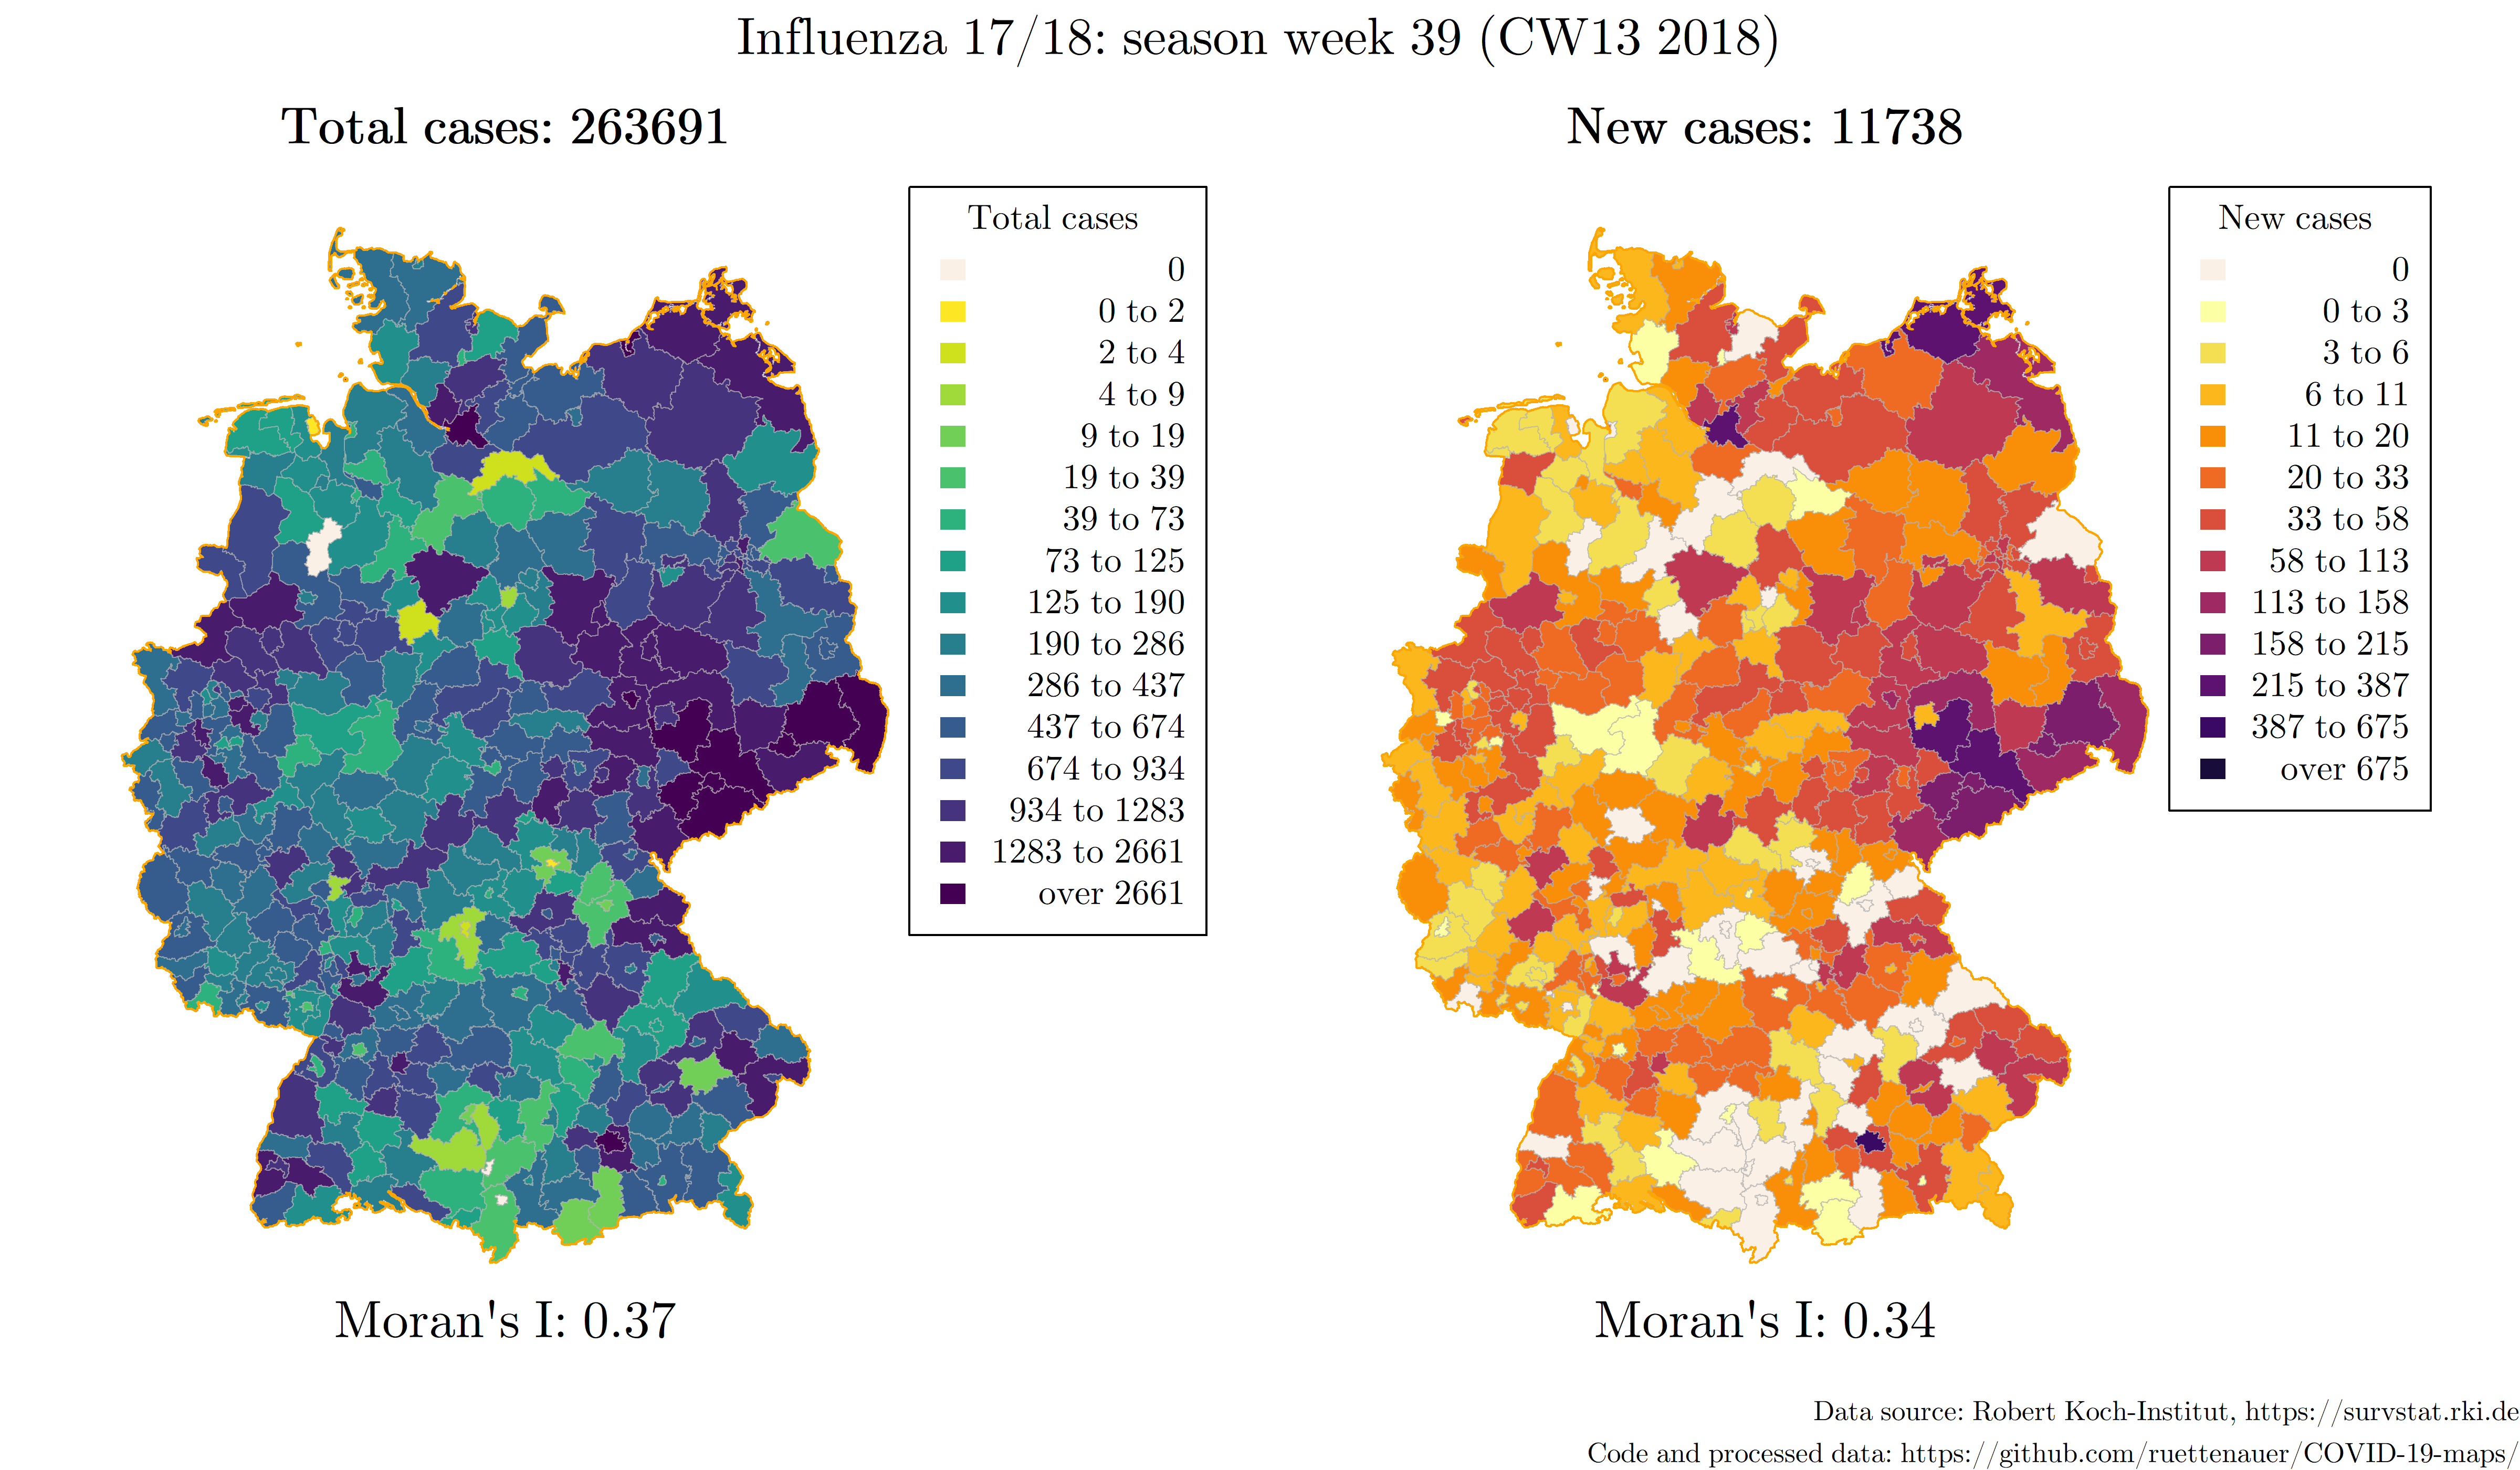 Influenza 17/18: season week 39 (CW13 2018)
Total cases: 263691
New cases: 11738
Total cases
0
0 to 2
2 to 4
4 to 9
9 to 19
19 to 39
39 to 73
73 to 125
125 to 190
190 to 286
286 to 437
437 to 674
674 to 934
934 to 1283
1283 to 2661
over 2661
New cases
0
0 to 3
3 to 6
6 to 11
11 to 20
20 to 33
33 to 58
58 to 113
113 to 158
158 to 215
215 to 387
387 to 675
over 675
Moran's I: 0.37
Moran's I: 0.34
Data source: Robert Koch-Institut, https://survstat.rki.de
Code and processed data: https://github.com/ruettenauer/COVID-19-maps/